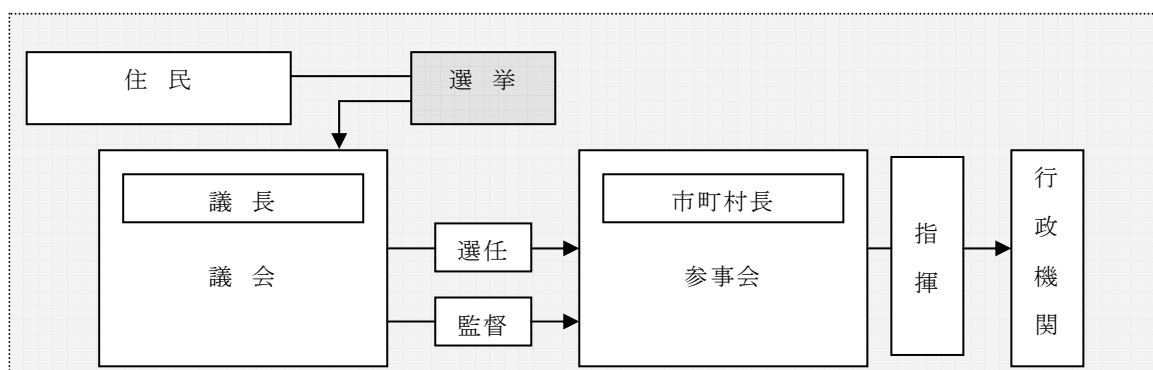 住 民
選 挙
議 長
議 会
選任
監督
市町村長
参事会
指揮
行政機関